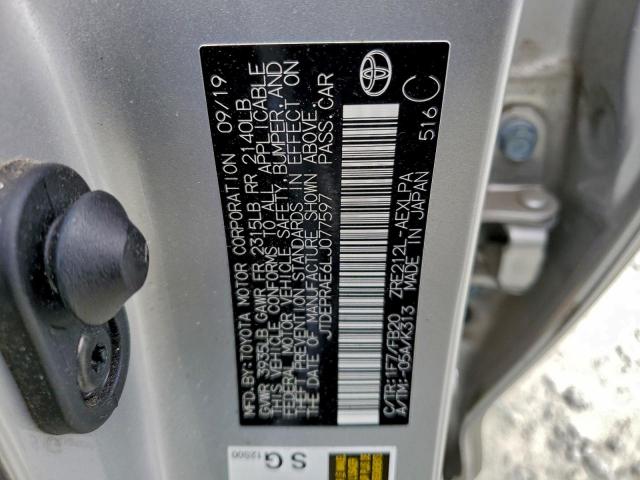 MFD.BY:TOYOTA MOTOR CORPORATION 09/19
GVWR 3935LB GAWR FR 2315LB RR 2140LB
THIS VEHICLE CONFORMS TO ALL APPLICABLE
FEDERAL MOTOR VEHICLE SAFETY, BUMPER, AND
THEFT PREVENTION STANDARDS IN EFFECT ON
THE DATE OF MANUFACTURE SHOWN ABOVE.
JTDEPRAE6LJ077597 PASS.CAR
C/TR:1F7/FB20 ZRE212L-AEXLPA
A/TM:-05A/K313 MADE IN JAPAN
516 C
SG
12S00